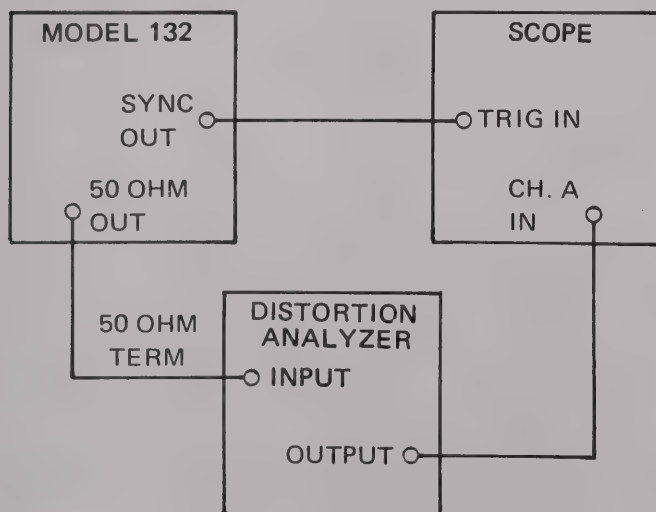 MODEL 132
SYNC
OUT
50 OHM
OUT
SCOPE
TRIG IN
CH. A
IN
50 OHM
TERM
DISTORTION
ANALYZER
INPUT
OUTPUT